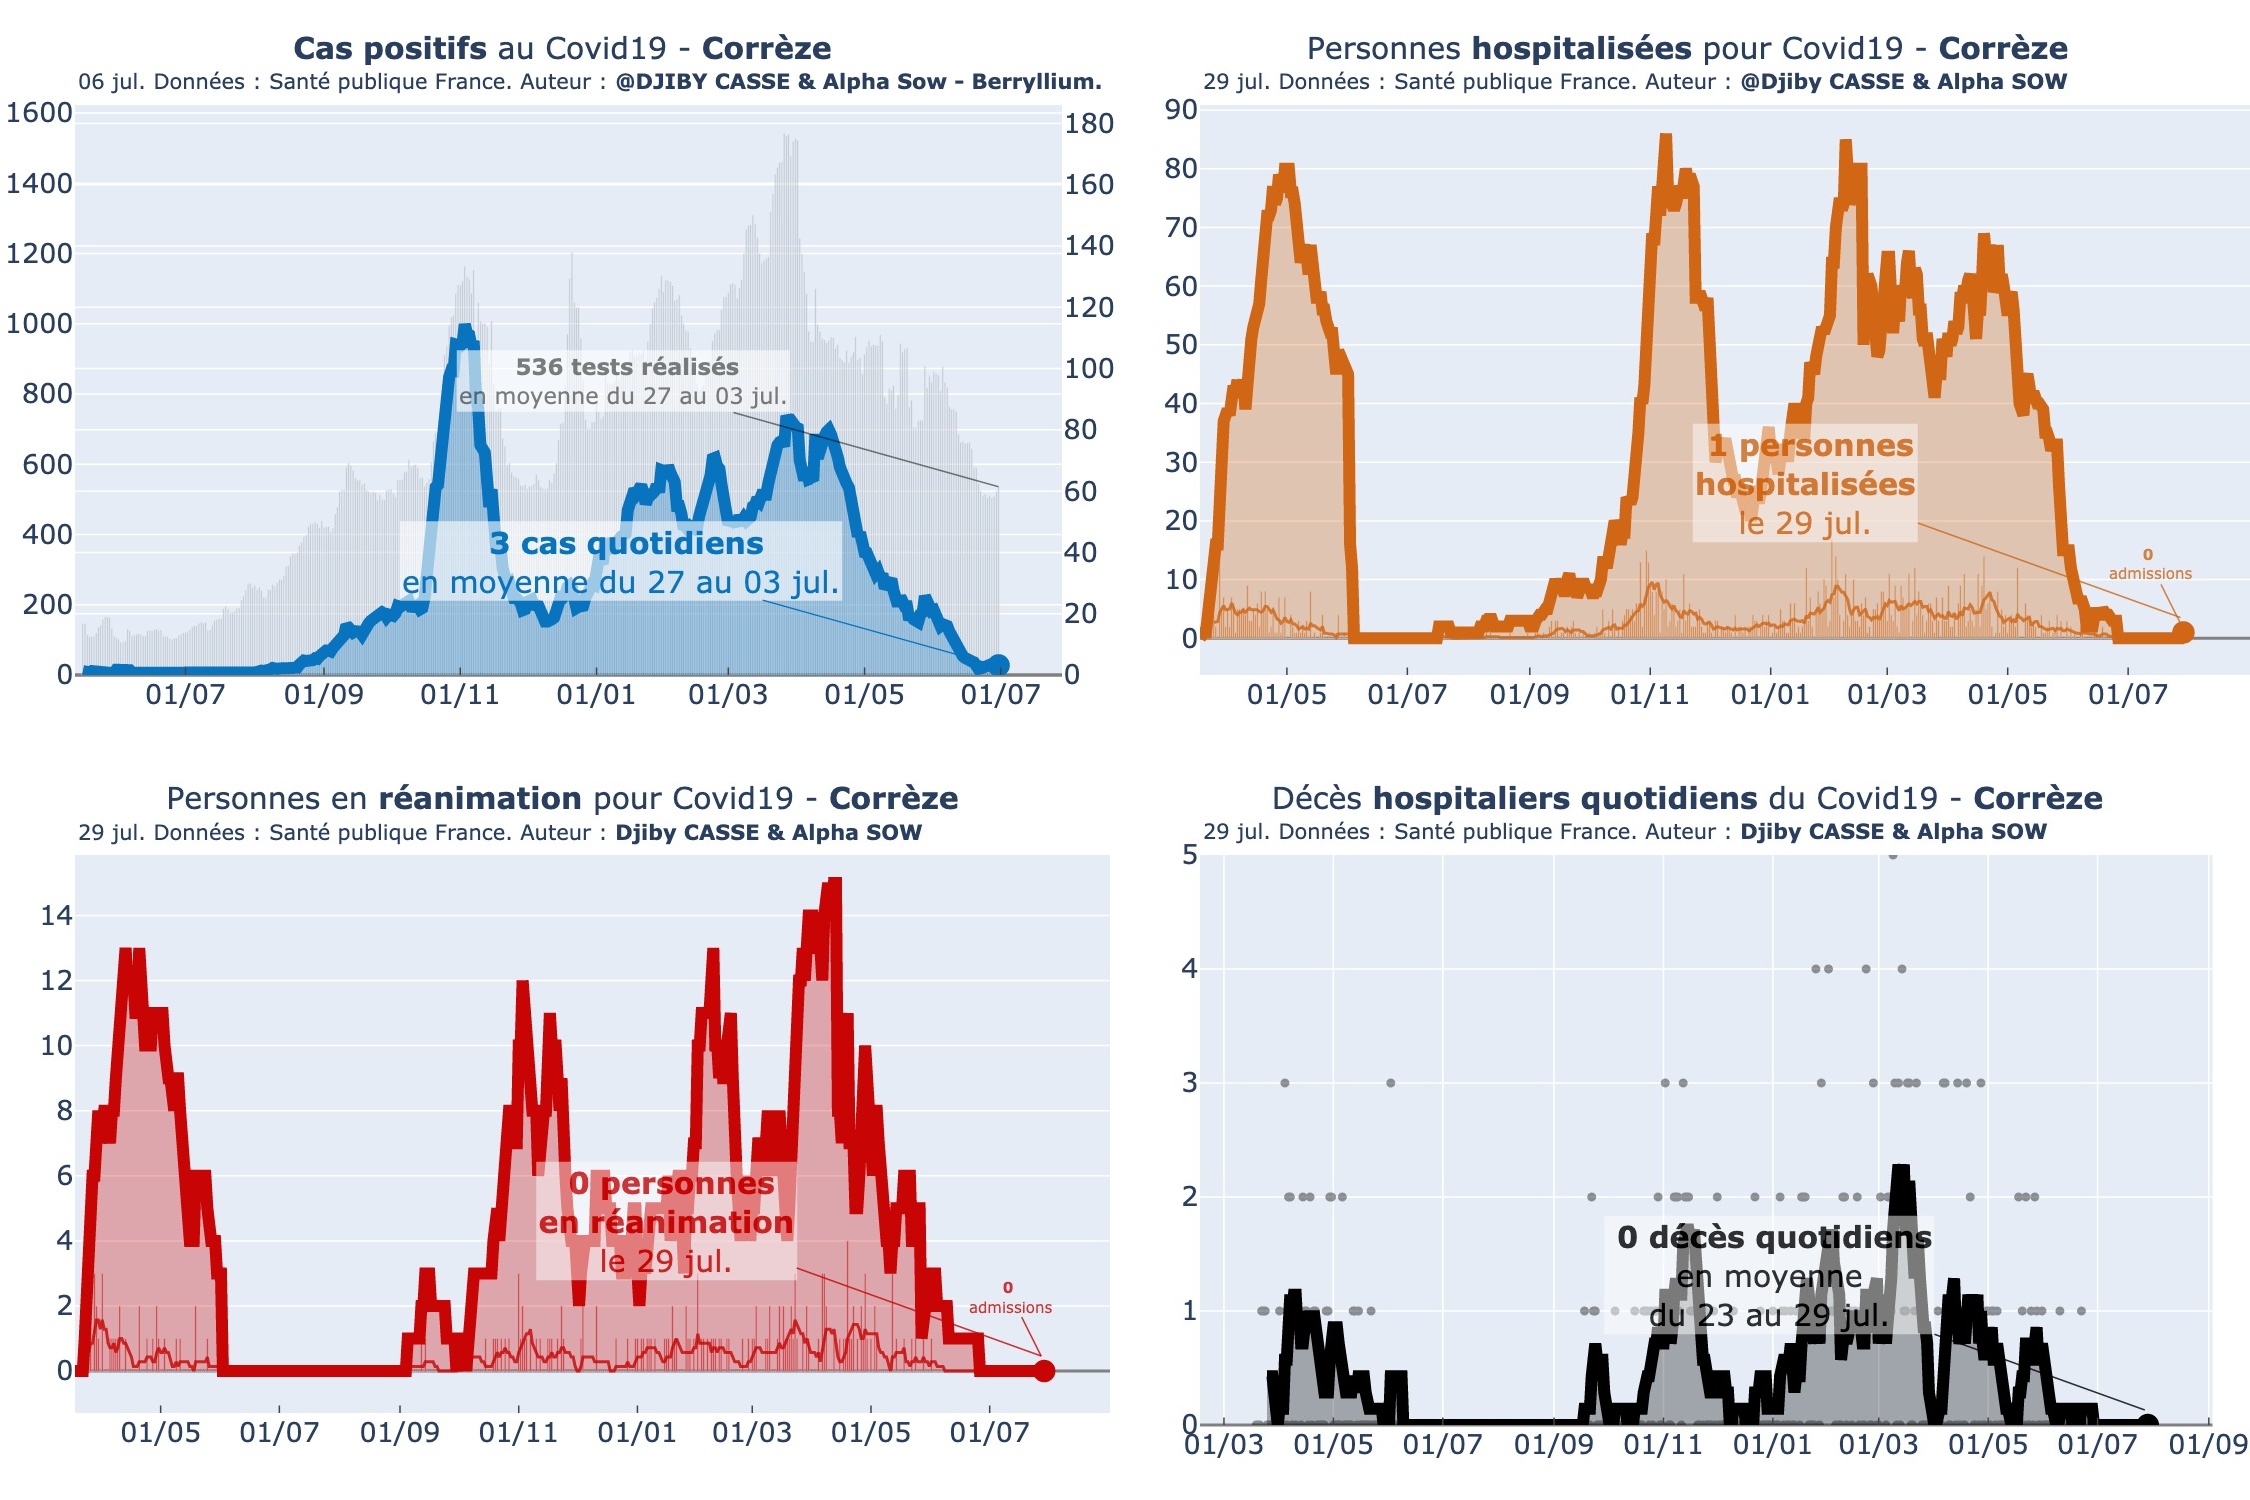 Cas positifs au Covid19 - Corrèze
06 jul. Données : Santé publique France. Auteur : @DJIBY CASSE & Alpha Sow - Berryllium.
1600
1400
1200
1000
800
600
400
200
0
180
160
140
120
100
80
60
40
20
0
536 tests réalisés
en moyenne du 27 au 03 jul.
3 cas quotidiens
en moyenne du 27 au 03 jul.
01/07 01/09 01/11 01/01 01/03 01/05 01/07
Personnes hospitalisées pour Covid19 - Corrèze
29 jul. Données : Santé publique France. Auteur : @Djiby CASSE & Alpha SOW
90
80
70
60
50
40
30
20
10
0
1 personnes
hospitalisées
le 29 jul.
0
admissions
01/05 01/07 01/09 01/11 01/01 01/03 01/05 01/07
Personnes en réanimation pour Covid19 - Corrèze
29 jul. Données : Santé publique France. Auteur : Djiby CASSE & Alpha SOW
14
12
10
8
6
4
2
0
0 personnes
en réanimation
le 29 jul.
0
admissions
01/05 01/07 01/09 01/11 01/01 01/03 01/05 01/07
Décès hospitaliers quotidiens du Covid19 - Corrèze
29 jul. Données : Santé publique France. Auteur : Djiby CASSE & Alpha SOW
5
4
3
2
1
0
0 décès quotidiens
en moyenne
du 23 au 29 jul.
01/03 01/05 01/07 01/09 01/11 01/01 01/03 01/05 01/07 01/09